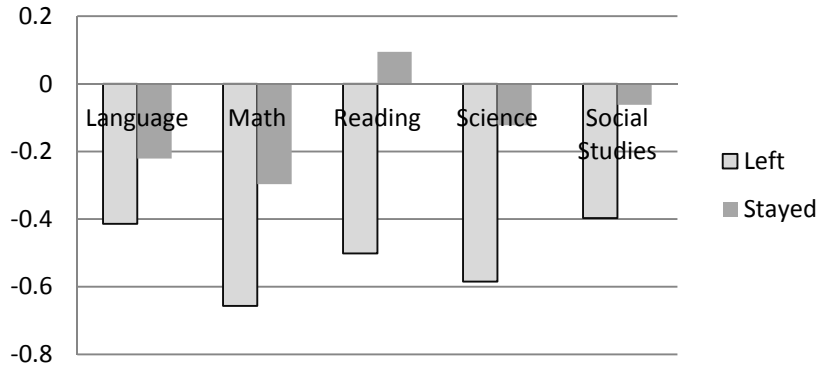 0.2
0
-0.2
-0.4
-0.6
-0.8
Language
Math
Reading
Science
Social
Studies
Left
Stayed